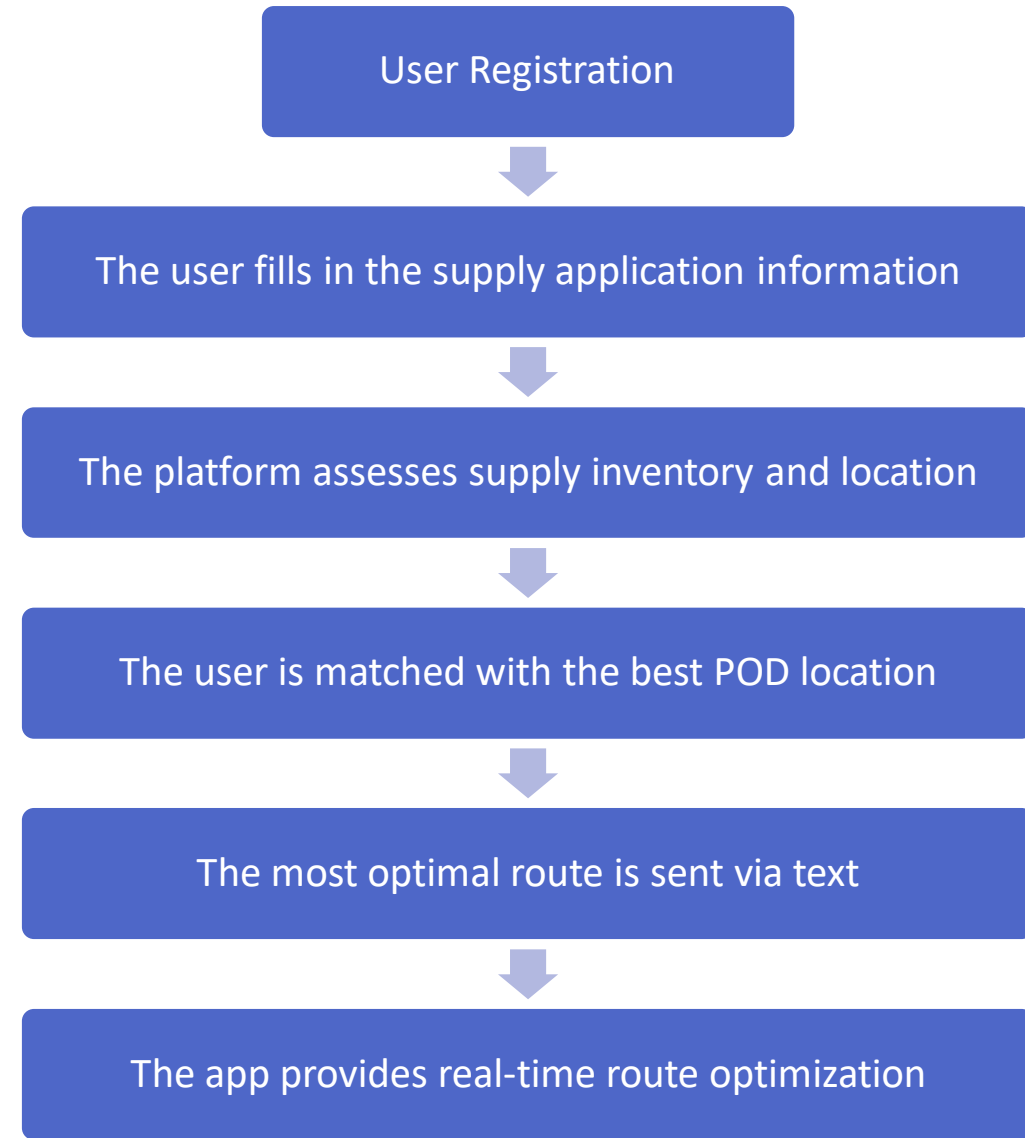 User Registration
The user fills in the supply application information
The platform assesses supply inventory and location
The user is matched with the best POD location
The most optimal route is sent via text
The app provides real-time route optimization